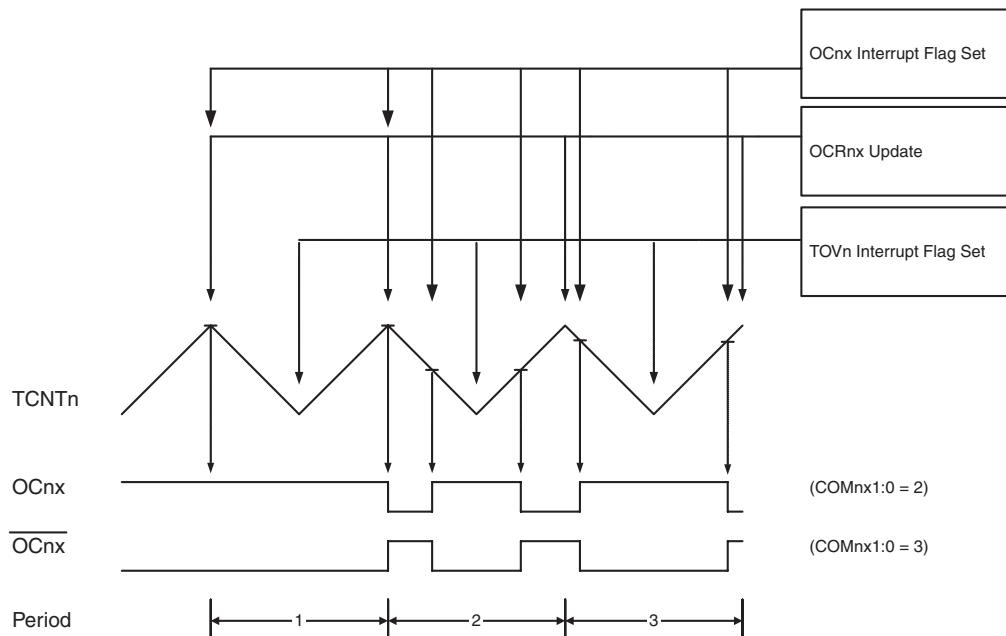 OCnx Interrupt Flag Set
OCRnx Update
TOVn Interrupt Flag Set
TCNTn
OCnx
(COMnx1:0 = 2)
OCnx
(COMnx1:0 = 3)
Period
1
2
3